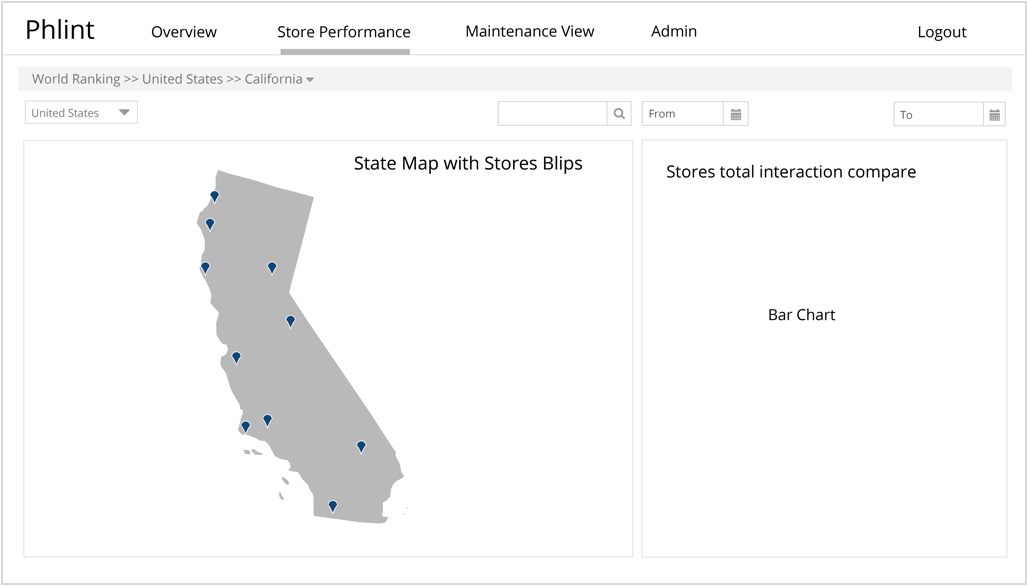 Phlint
Overview
Store Performance
Maintenance View
Admin
Logout
World Ranking >> United States >> California
United States
From
To
State Map with Stores Blips
Stores total interaction compare
Bar Chart